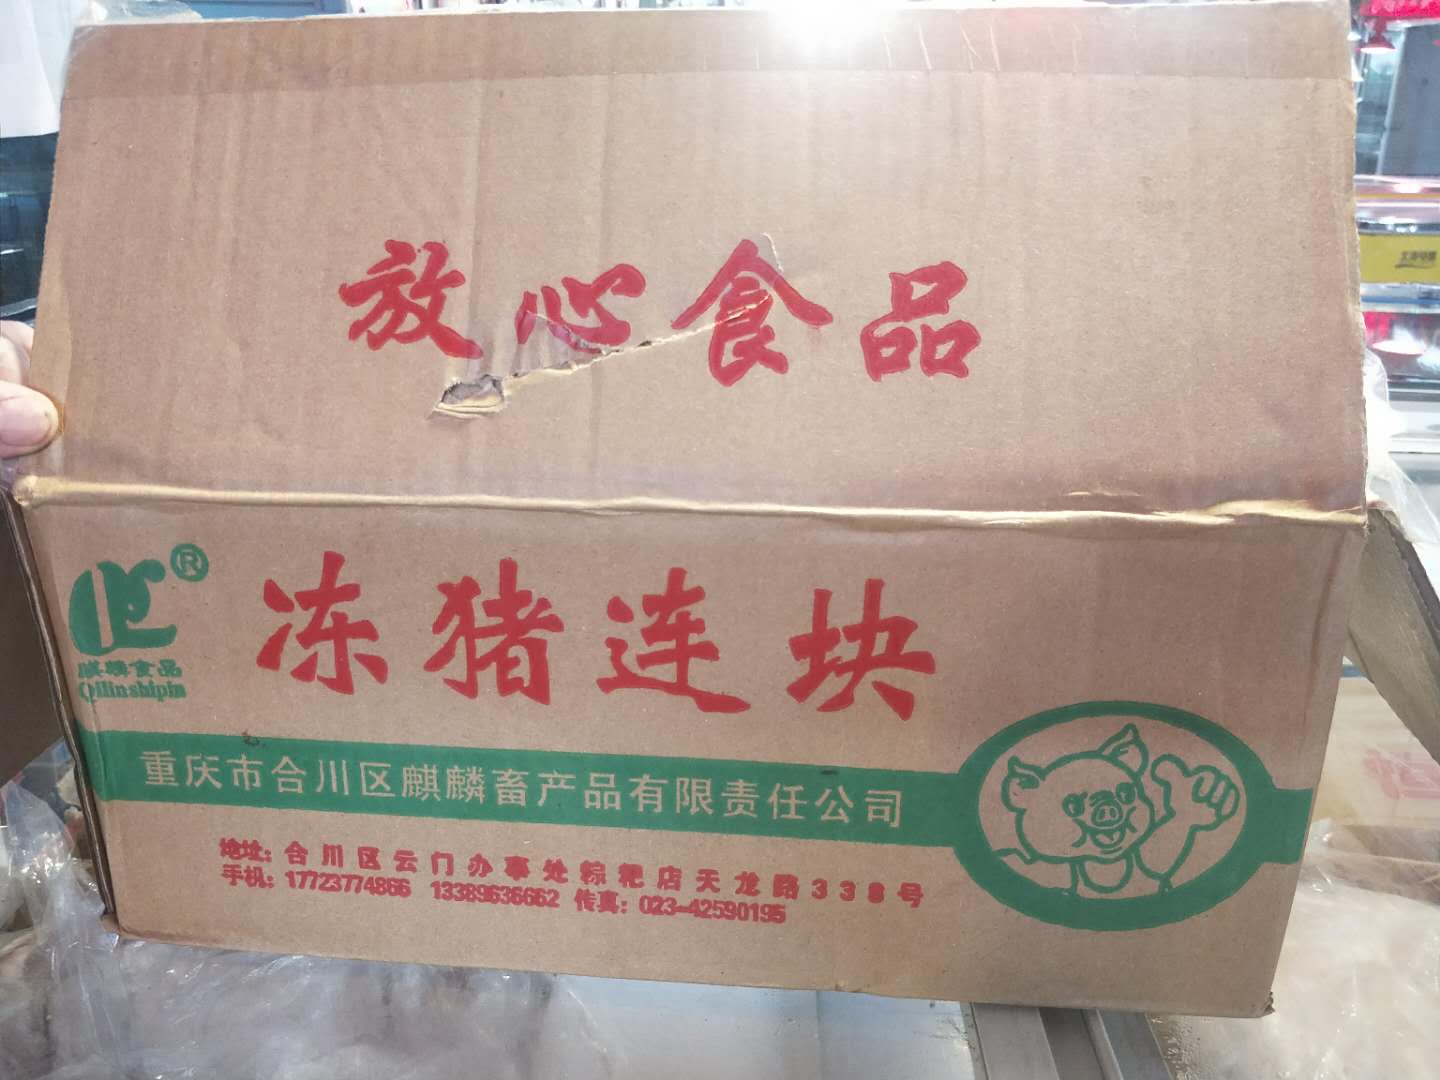 放心食品
®
麒麟食品
Qilinshipin
冻猪连块
重庆市合川区麒麟畜产品有限责任公司
地址：合川区云门办事处粽粑店天龙路338号
手机：17723774866 13389636662 传真：023-42590195